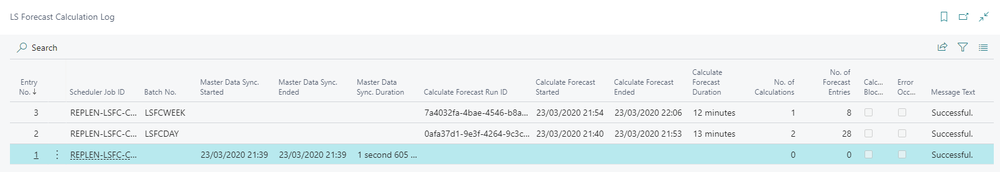 LS Forecast Calculation Log
Search
Entry No. ↓ Scheduler Job ID Batch No. Master Data Sync. Started Master Data Sync. Ended Master Data Sync. Duration Calculate Forecast Run ID Calculate Forecast Started Calculate Forecast Ended Calculate Forecast Duration No. of Calculations No. of Forecast Entries Calc... Bloc... Error Occ... Message Text
3 REPLEN-LSFC-C... LSFCWEEK 7a4032fa-4bae-4546-b8a... 23/03/2020 21:54 23/03/2020 22:06 12 minutes 1 8 Successful.
2 REPLEN-LSFC-C... LSFCDAY 0afa37d1-9e3f-4264-9c3c... 23/03/2020 21:40 23/03/2020 21:53 13 minutes 2 28 Successful.
1 REPLEN-LSFC-C... 23/03/2020 21:39 23/03/2020 21:39 1 second 605 ... 0 0 Successful.